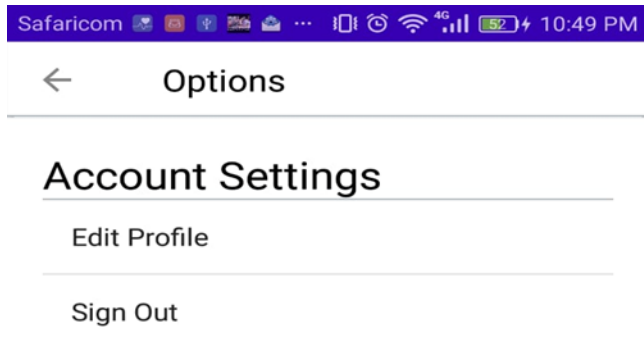 Safaricom 4G 52 10:49 PM
Options
Account Settings
Edit Profile
Sign Out